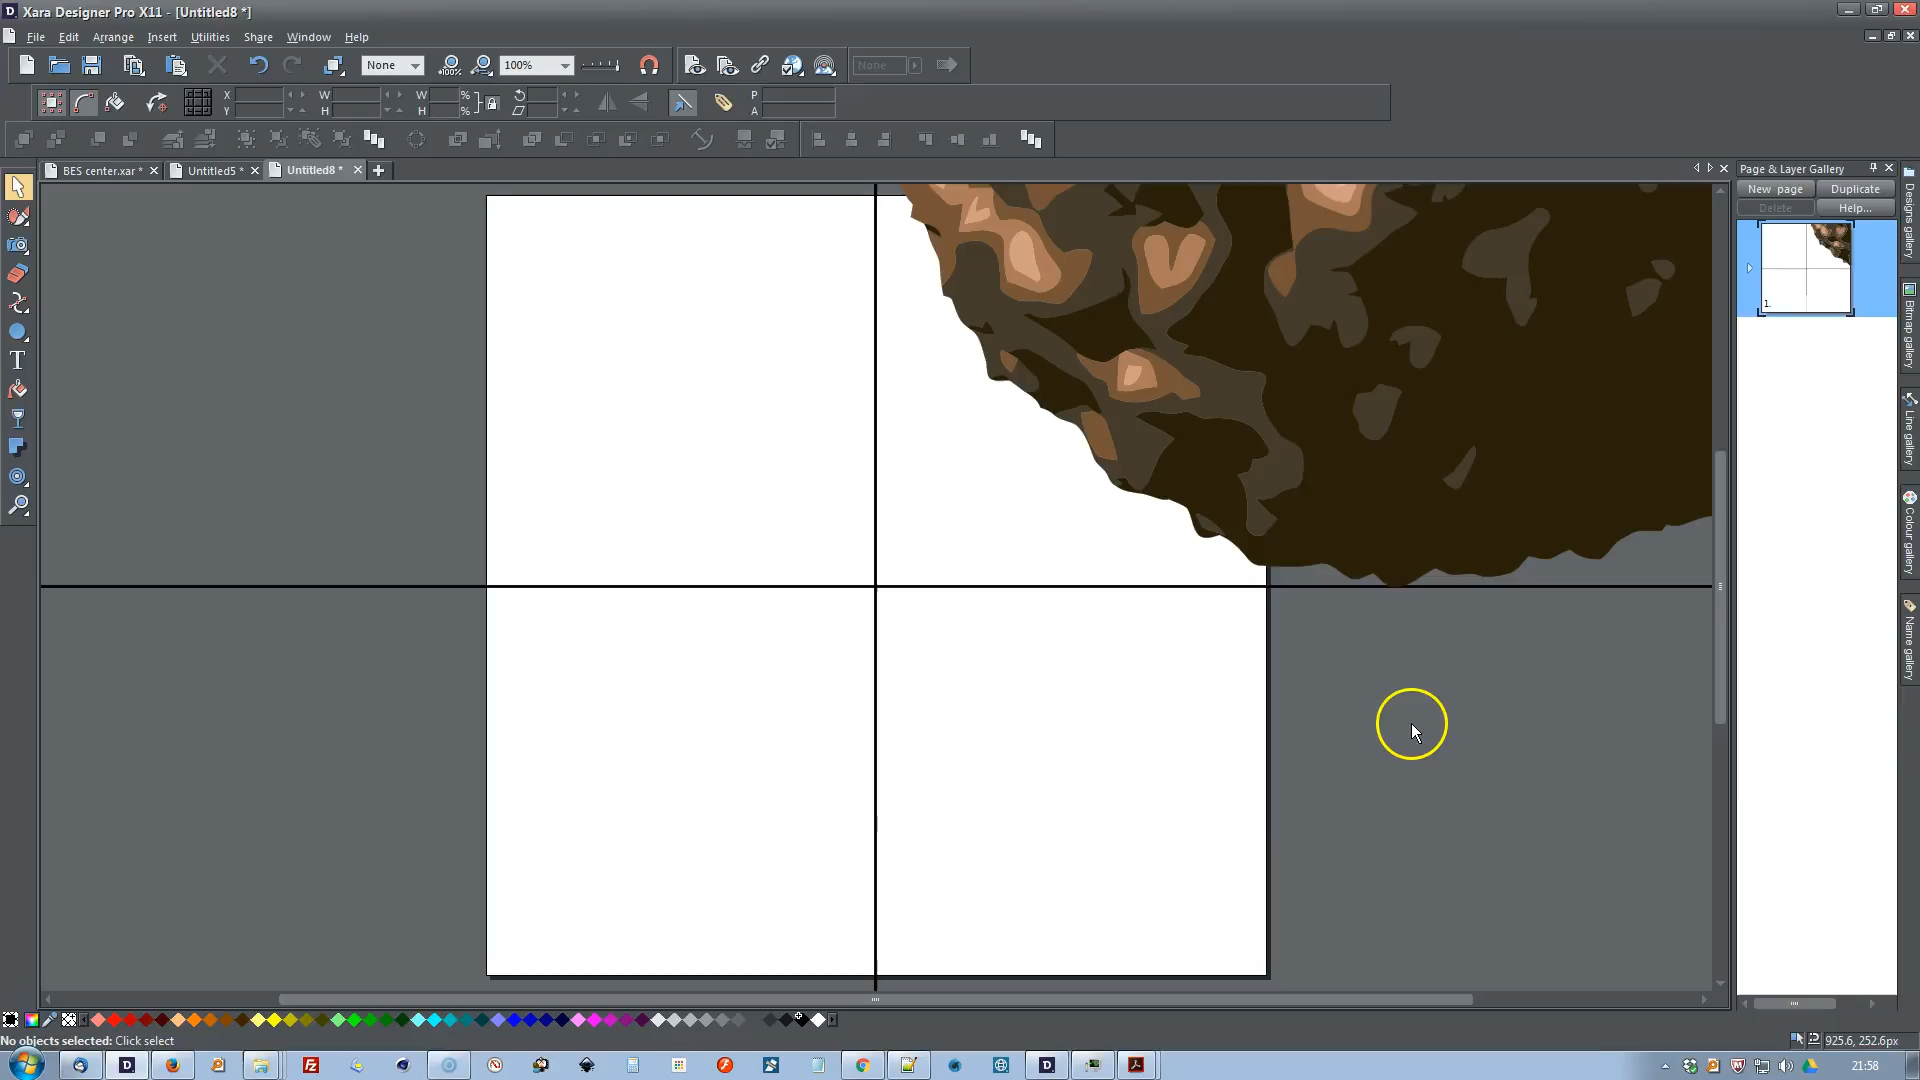 Xara Designer Pro X11 - [Untitled8 *]
File Edit Arrange Insert Utilities Share Window Help
None 100% None
X W W % P
Y H H % A
BES center.xar * Untitled5 * Untitled8 *
Page & Layer Gallery
New page Duplicate
Delete Help...
1.
Designs gallery
Bitmap gallery
Line gallery
Colour gallery
Name gallery
No objects selected: Click select
925.6, 252.6px
21:58